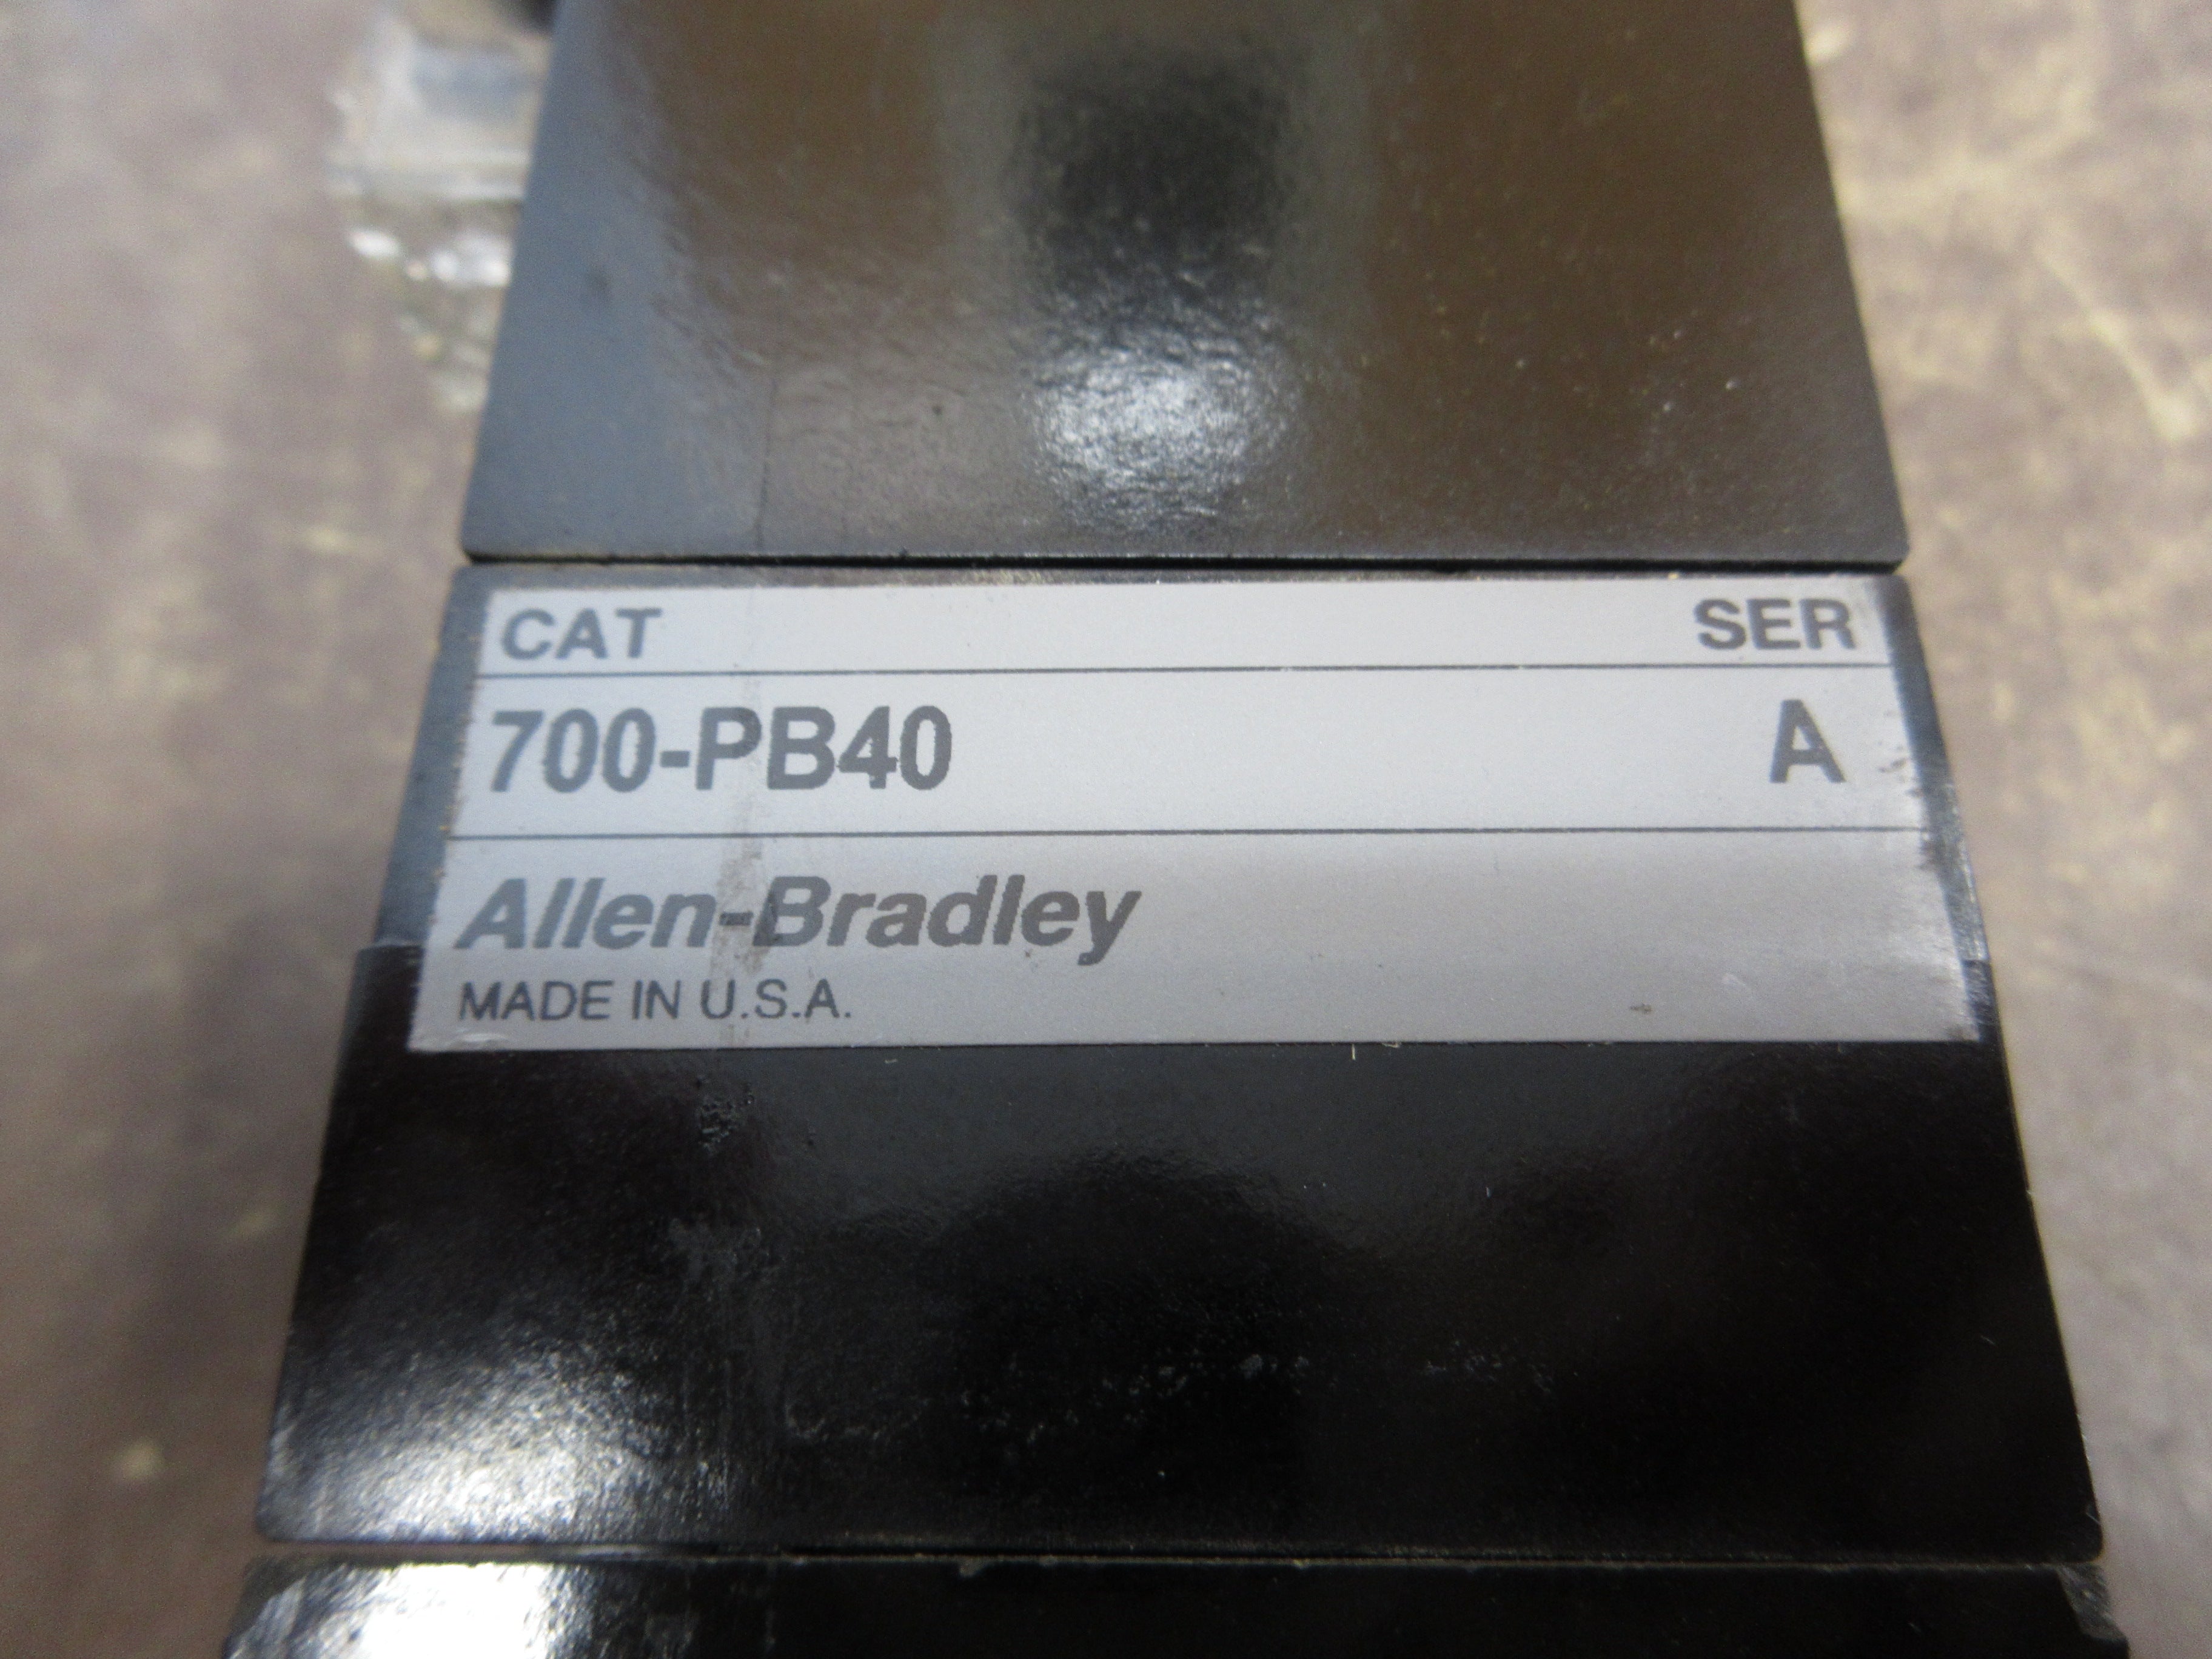 CAT SER
700-PB40 A
Allen-Bradley
MADE IN U.S.A.